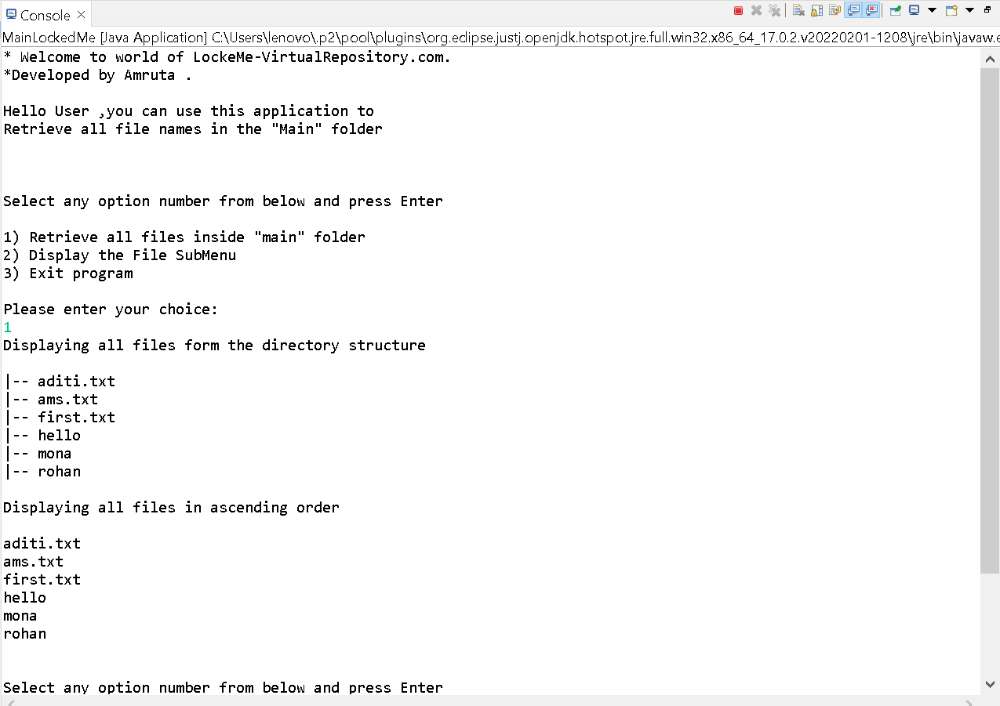 Console
MainLockedMe [Java Application] C:\Users\lenovo\.p2\pool\plugins\org.eclipse.justj.openjdk.hotspot.jre.full.win32.x86_64_17.0.2.v20220201-1208\jre\bin\javaw.e
* Welcome to world of LockeMe-VirtualRepository.com.
*Developed by Amruta .
Hello User ,you can use this application to
Retrieve all file names in the "Main" folder
Select any option number from below and press Enter
1) Retrieve all files inside "main" folder
2) Display the File SubMenu
3) Exit program
Please enter your choice:
1
Displaying all files form the directory structure
|-- aditi.txt
|-- ams.txt
|-- first.txt
|-- hello
|-- mona
|-- rohan
Displaying all files in ascending order
aditi.txt
ams.txt
first.txt
hello
mona
rohan
Select any option number from below and press Enter